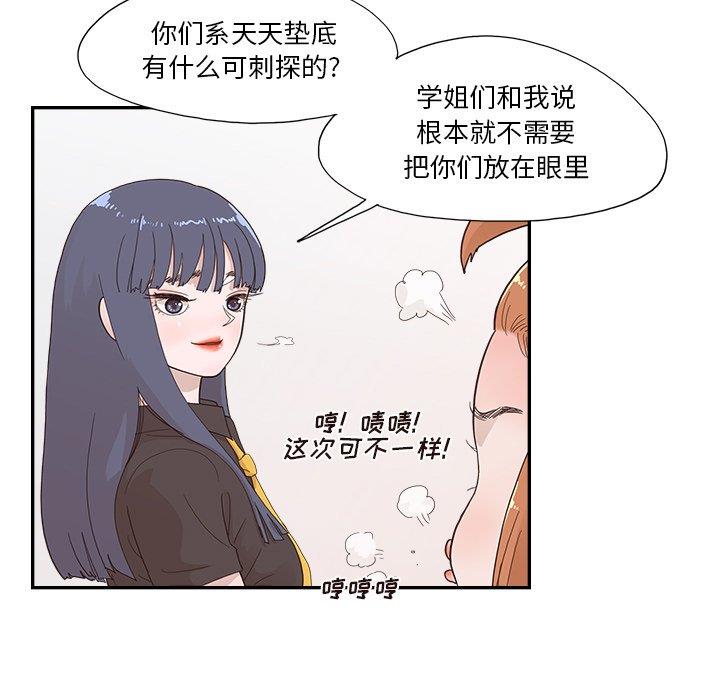 你们系天天垫底
有什么可刺探的?
学姐们和我说
根本就不需要
把你们放在眼里
哼! 啧啧!
这次可不一样!
哼哼哼